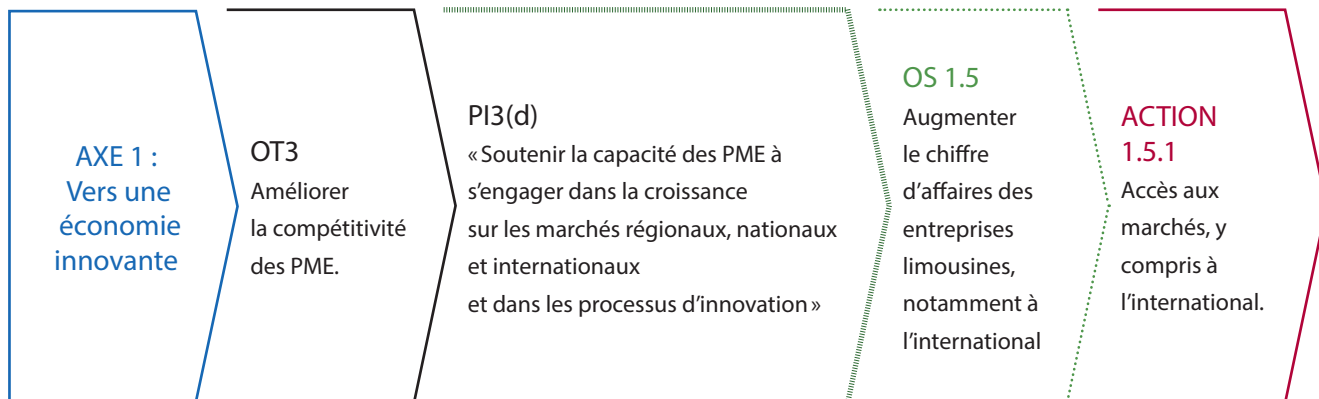 AXE 1 :
Vers une
économie
innovante
OT3
Améliorer
la compétitivité
des PME.
PI3(d)
« Soutenir la capacité des PME à
s’engager dans la croissance
sur les marchés régionaux, nationaux
et internationaux
et dans les processus d’innovation »
OS 1.5
Augmenter
le chiffre
d’affaires des
entreprises
limousines,
notamment à
l’international
ACTION
1.5.1
Accès aux
marchés, y
compris à
l’international.